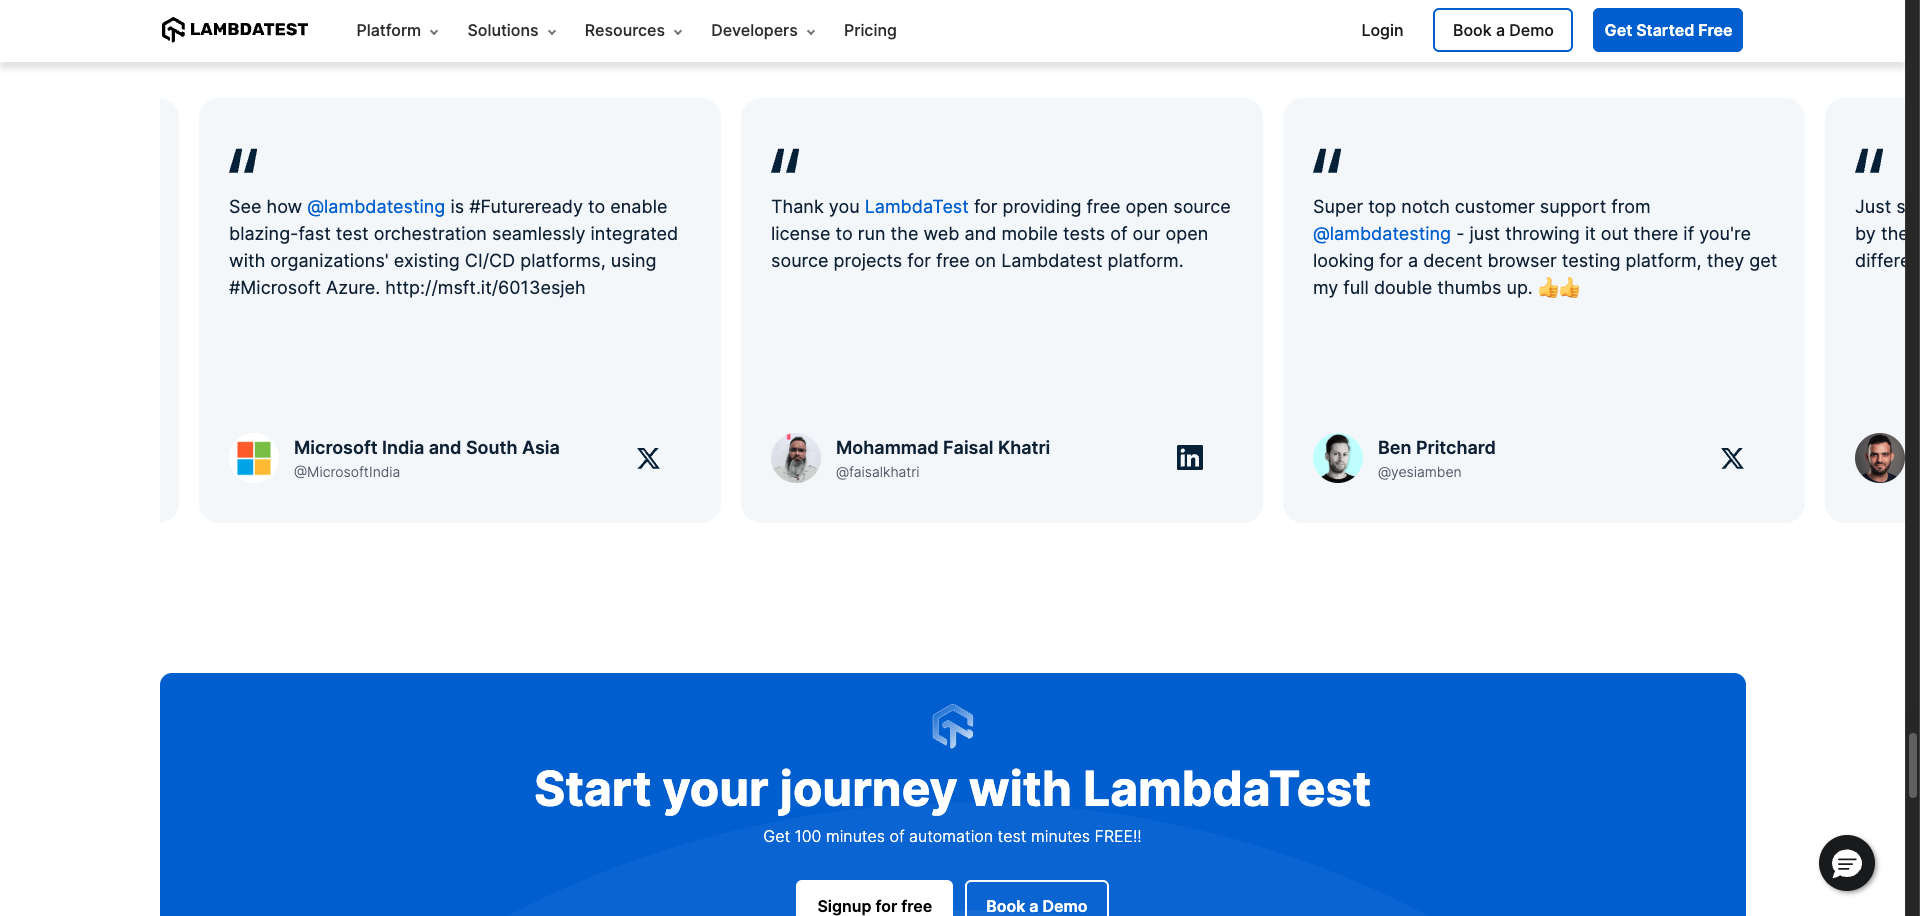 LAMBDATEST
Platform
Solutions
Resources
Developers
Pricing
Login
Book a Demo
Get Started Free
See how @lambdatesting is #Futureready to enable
blazing-fast test orchestration seamlessly integrated
with organizations' existing CI/CD platforms, using
#Microsoft Azure. http://msft.it/6013esjeh
Microsoft India and South Asia
@MicrosoftIndia
Thank you LambdaTest for providing free open source
license to run the web and mobile tests of our open
source projects for free on Lambdatest platform.
Mohammad Faisal Khatri
@faisalkhatri
Super top notch customer support from
@lambdatesting - just throwing it out there if you're
looking for a decent browser testing platform, they get
my full double thumbs up. 👍👍
Ben Pritchard
@yesiamben
Just
by the
Start your journey with LambdaTest
Get 100 minutes of automation test minutes FREE!!
Signup for free
Book a Demo